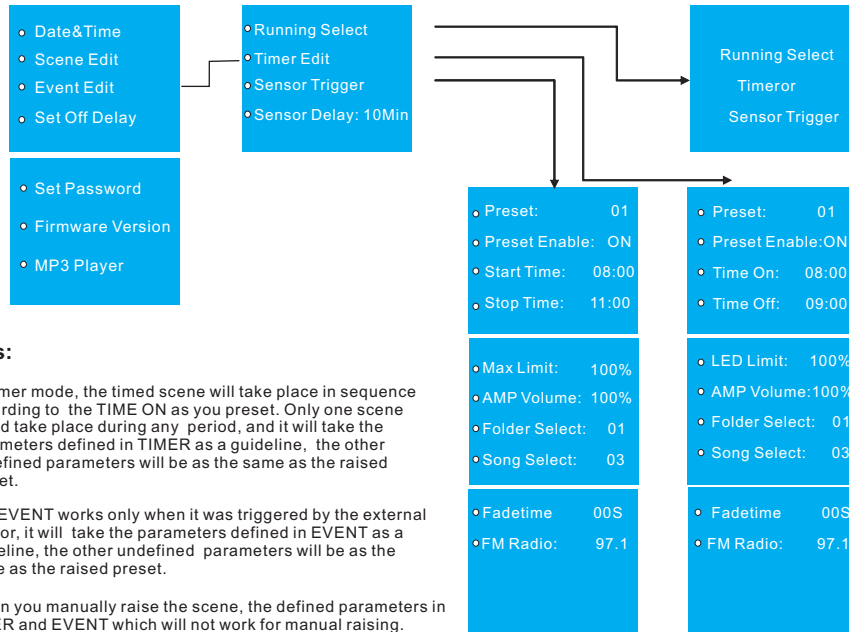 Date&Time
Scene Edit
Event Edit
Set Off Delay
Set Password
Firmware Version
MP3 Player
Running Select
Timer Edit
Sensor Trigger
Sensor Delay: 10Min
Running Select
Timeror
Sensor Trigger
Preset: 01
Preset Enable: ON
Start Time: 08:00
Stop Time: 11:00
Max Limit: 100%
AMP Volume: 100%
Folder Select: 01
Song Select: 03
Fadetime 00S
FM Radio: 97.1
Preset: 01
Preset Enable:ON
Time On: 08:00
Time Off: 09:00
LED Limit: 100%
AMP Volume:100%
Folder Select: 01
Song Select: 03
Fadetime 00S
FM Radio: 97.1
s:
mer mode, the timed scene will take place in sequence
rding to the TIME ON as you preset. Only one scene
d take place during any period, and it will take the
meters defined in TIMER as a guideline, the other
efined parameters will be as the same as the raised
et.
EVENT works only when it was triggered by the external
or, it will take the parameters defined in EVENT as a
eline, the other undefined parameters will be as the
e as the raised preset.
n you manually raise the scene, the defined parameters in
ER and EVENT which will not work for manual raising.